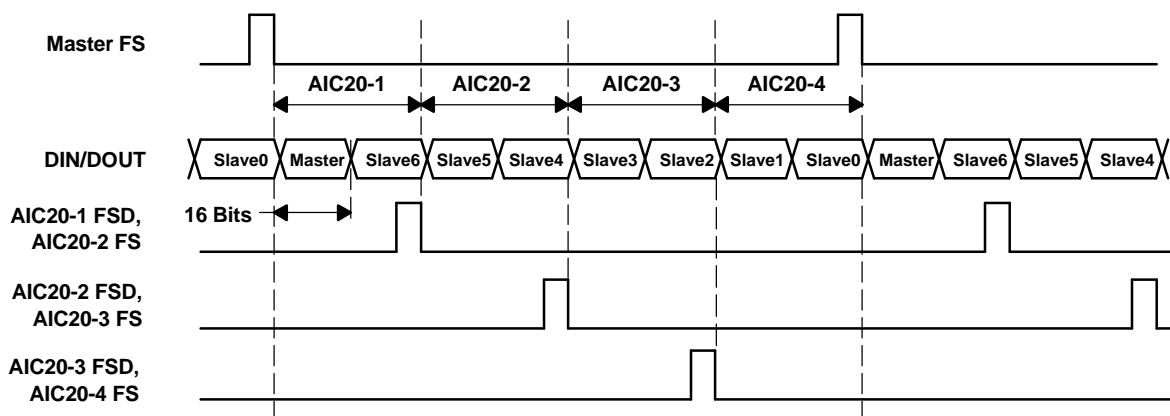 Master FS
AIC20-1 AIC20-2 AIC20-3 AIC20-4
DIN/DOUT Slave0 Master Slave6 Slave5 Slave4 Slave3 Slave2 Slave1 Slave0 Master Slave6 Slave5 Slave4
16 Bits
AIC20-1 FSD,
AIC20-2 FS
AIC20-2 FSD,
AIC20-3 FS
AIC20-3 FSD,
AIC20-4 FS